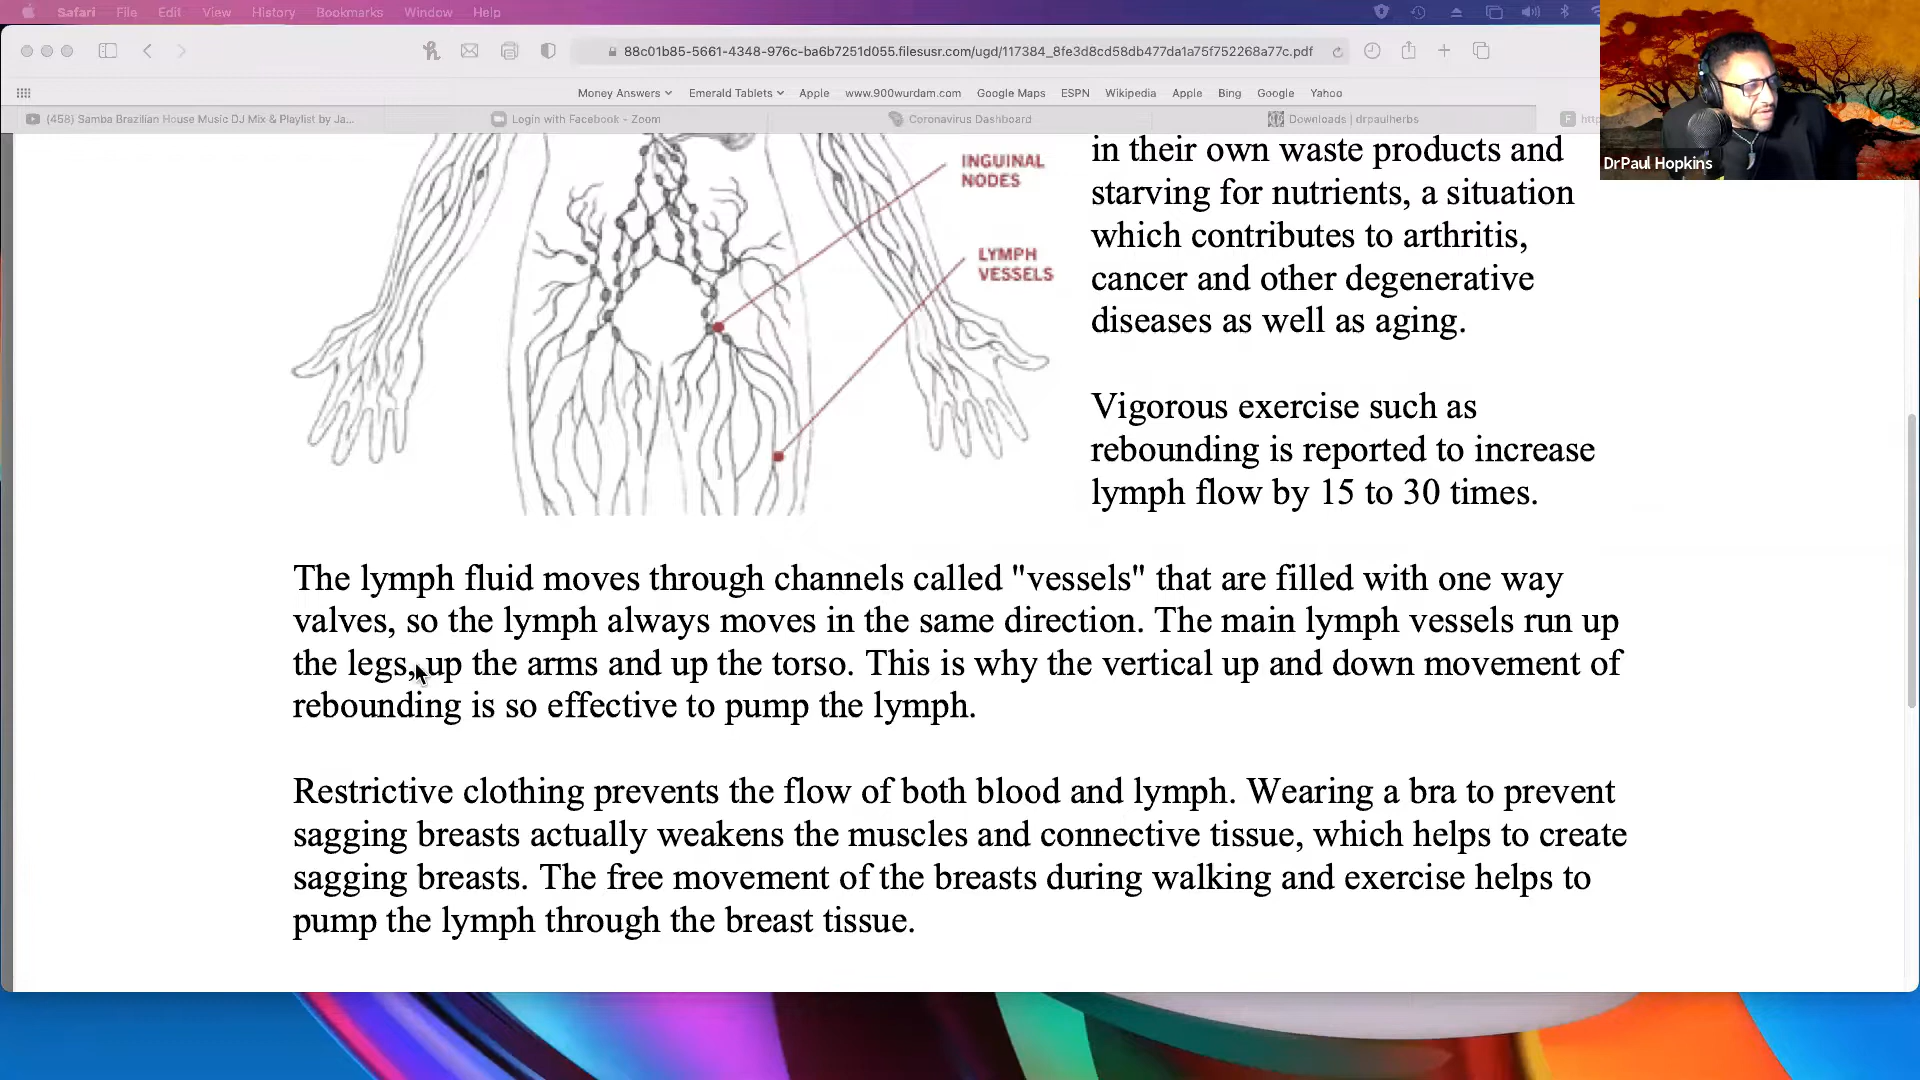 Safari File Edit View History Bookmarks Window Help
88c01b85-5661-4348-976c-ba6b7251d055.filesusr.com/ugd/117384_8fe3d8cd58db477da1a75f752268a77c.pdf
Money Answers Emerald Tablets Apple www.900wurdam.com Google Maps ESPN Wikipedia Apple Bing Google Yahoo
(458) Samba Brazilian House Music DJ Mix & Playlist by Ja... Login with Facebook - Zoom Coronavirus Dashboard Downloads | drpaulherbs
DrPaul Hopkins
INGUINAL
NODES
LYMPH
VESSELS
in their own waste products and
starving for nutrients, a situation
which contributes to arthritis,
cancer and other degenerative
diseases as well as aging.
Vigorous exercise such as
rebounding is reported to increase
lymph flow by 15 to 30 times.
The lymph fluid moves through channels called "vessels" that are filled with one way
valves, so the lymph always moves in the same direction. The main lymph vessels run up
the legs, up the arms and up the torso. This is why the vertical up and down movement of
rebounding is so effective to pump the lymph.
Restrictive clothing prevents the flow of both blood and lymph. Wearing a bra to prevent
sagging breasts actually weakens the muscles and connective tissue, which helps to create
sagging breasts. The free movement of the breasts during walking and exercise helps to
pump the lymph through the breast tissue.